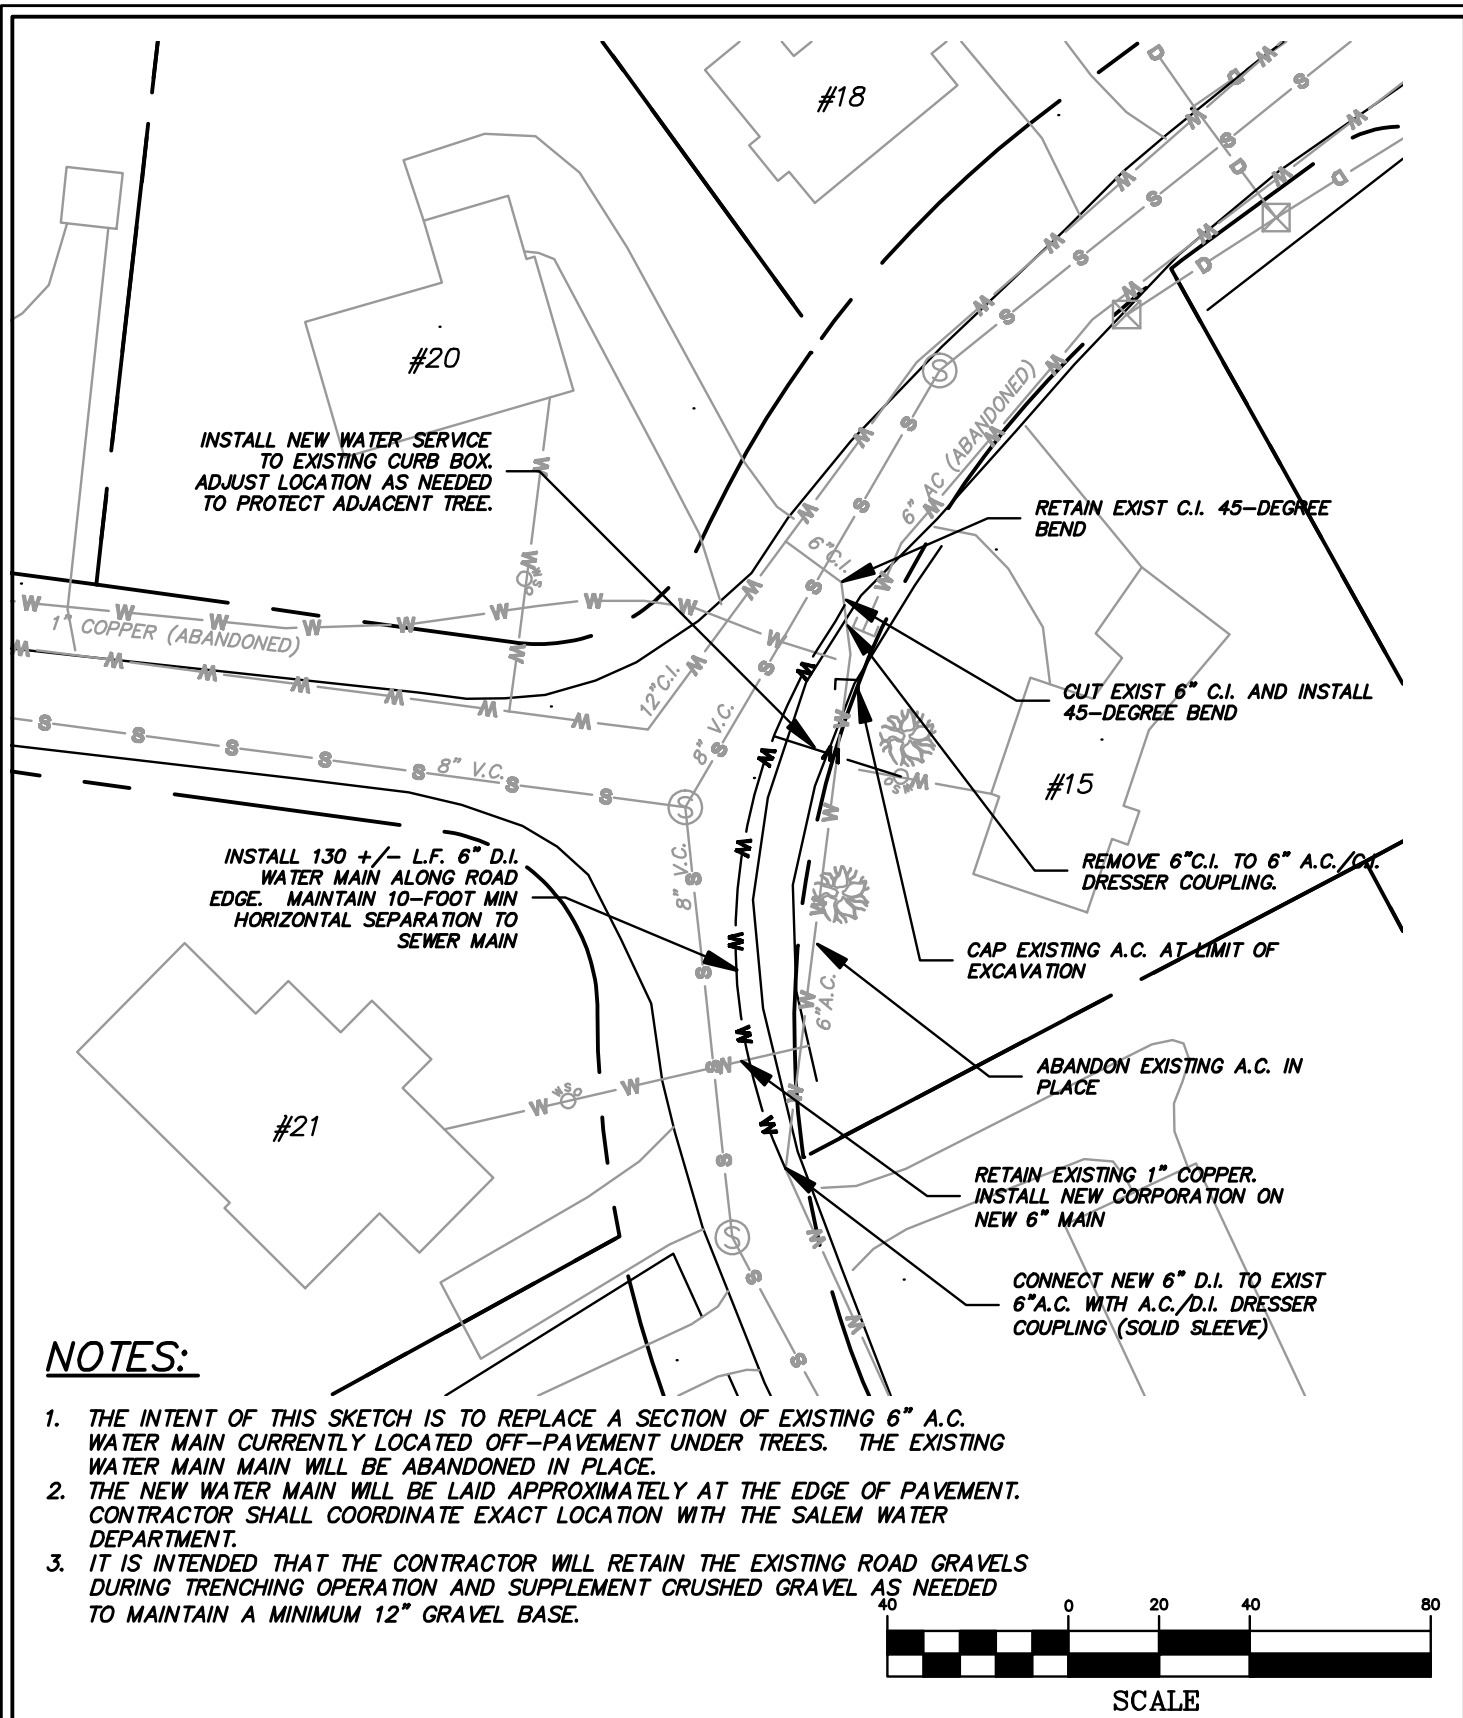 #18
#20
INSTALL NEW WATER SERVICE
TO EXISTING CURB BOX.
ADJUST LOCATION AS NEEDED
TO PROTECT ADJACENT TREE.
6" AC (ABANDONED)
RETAIN EXIST C.I. 45-DEGREE
BEND
6"C.I.
WSO
1" COPPER (ABANDONED)
12"C.I.
CUT EXIST 6" C.I. AND INSTALL
45-DEGREE BEND
8" V.C.
8" V.C.
WSO
#15
INSTALL 130 +/- L.F. 6" D.I.
WATER MAIN ALONG ROAD
EDGE. MAINTAIN 10-FOOT MIN
HORIZONTAL SEPARATION TO
SEWER MAIN
8" V.C.
REMOVE 6"C.I. TO 6" A.C./C.I.
DRESSER COUPLING.
CAP EXISTING A.C. AT LIMIT OF
EXCAVATION
6"A.C.
ABANDON EXISTING A.C. IN
PLACE
WSO
#21
RETAIN EXISTING 1" COPPER.
INSTALL NEW CORPORATION ON
NEW 6" MAIN
CONNECT NEW 6" D.I. TO EXIST
6"A.C. WITH A.C./D.I. DRESSER
COUPLING (SOLID SLEEVE)
NOTES:
1. THE INTENT OF THIS SKETCH IS TO REPLACE A SECTION OF EXISTING 6" A.C.
WATER MAIN CURRENTLY LOCATED OFF-PAVEMENT UNDER TREES. THE EXISTING
WATER MAIN MAIN WILL BE ABANDONED IN PLACE.
2. THE NEW WATER MAIN WILL BE LAID APPROXIMATELY AT THE EDGE OF PAVEMENT.
CONTRACTOR SHALL COORDINATE EXACT LOCATION WITH THE SALEM WATER
DEPARTMENT.
3. IT IS INTENDED THAT THE CONTRACTOR WILL RETAIN THE EXISTING ROAD GRAVELS
DURING TRENCHING OPERATION AND SUPPLEMENT CRUSHED GRAVEL AS NEEDED
TO MAINTAIN A MINIMUM 12" GRAVEL BASE.
40 0 20 40 80
SCALE